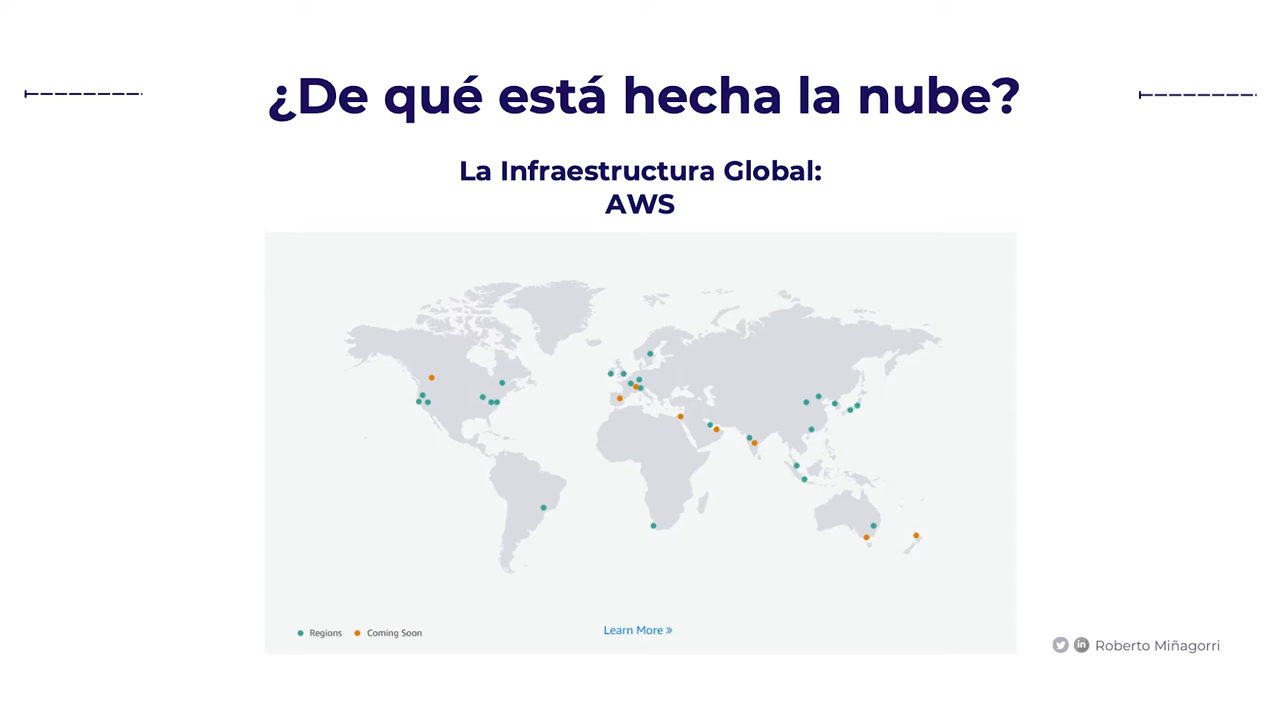 ¿De qué está hecha la nube?
La Infraestructura Global:
AWS
Regions
Coming Soon
Learn More »
Roberto Miñagorri